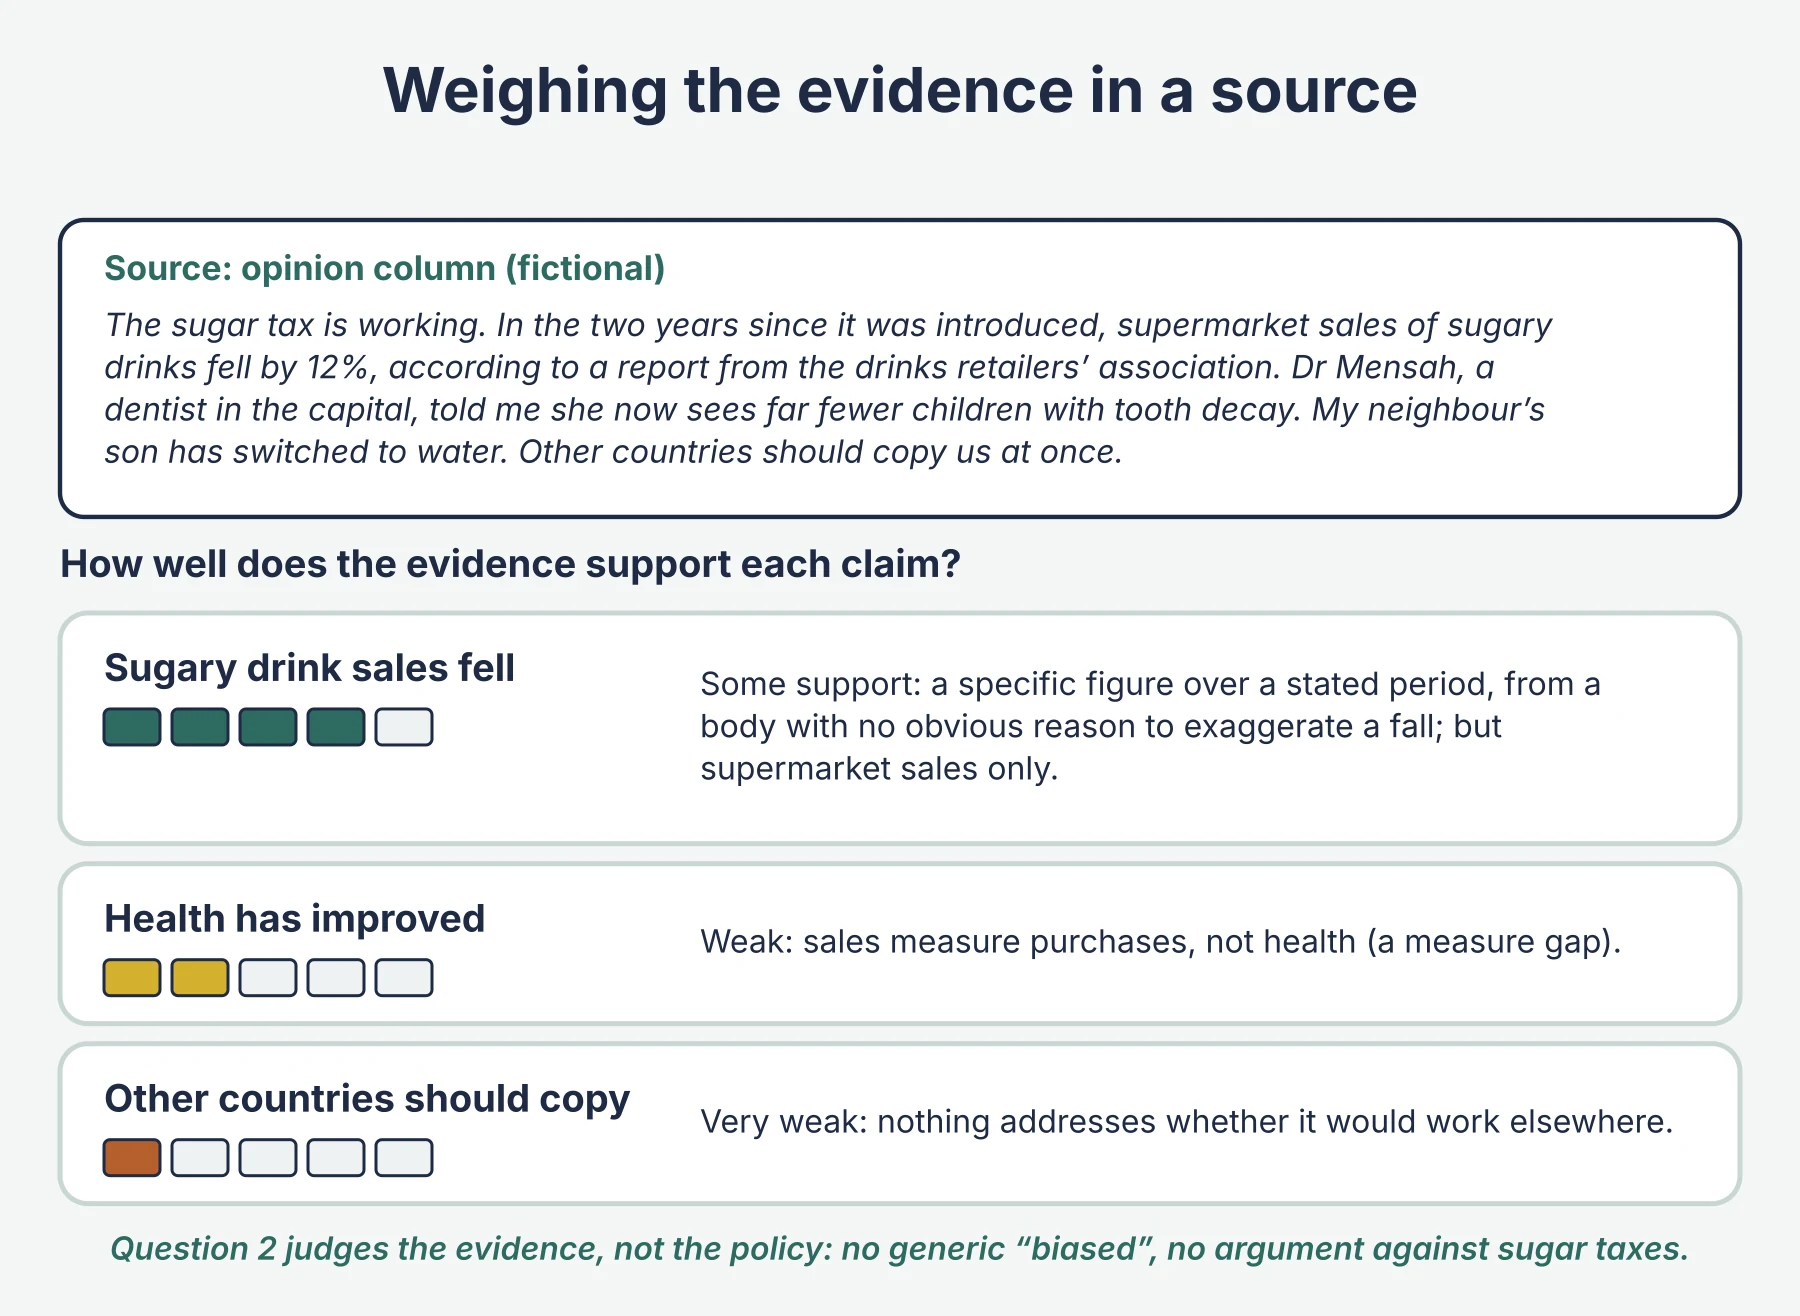 Weighing the evidence in a source
Source: opinion column (fictional)
The sugar tax is working. In the two years since it was introduced, supermarket sales of sugary
drinks fell by 12%, according to a report from the drinks retailers’ association. Dr Mensah, a
dentist in the capital, told me she now sees far fewer children with tooth decay. My neighbour’s
son has switched to water. Other countries should copy us at once.
How well does the evidence support each claim?
Sugary drink sales fell
Some support: a specific figure over a stated period, from a
body with no obvious reason to exaggerate a fall; but
supermarket sales only.
Health has improved
Weak: sales measure purchases, not health (a measure gap).
Other countries should copy
Very weak: nothing addresses whether it would work elsewhere.
Question 2 judges the evidence, not the policy: no generic “biased”, no argument against sugar taxes.